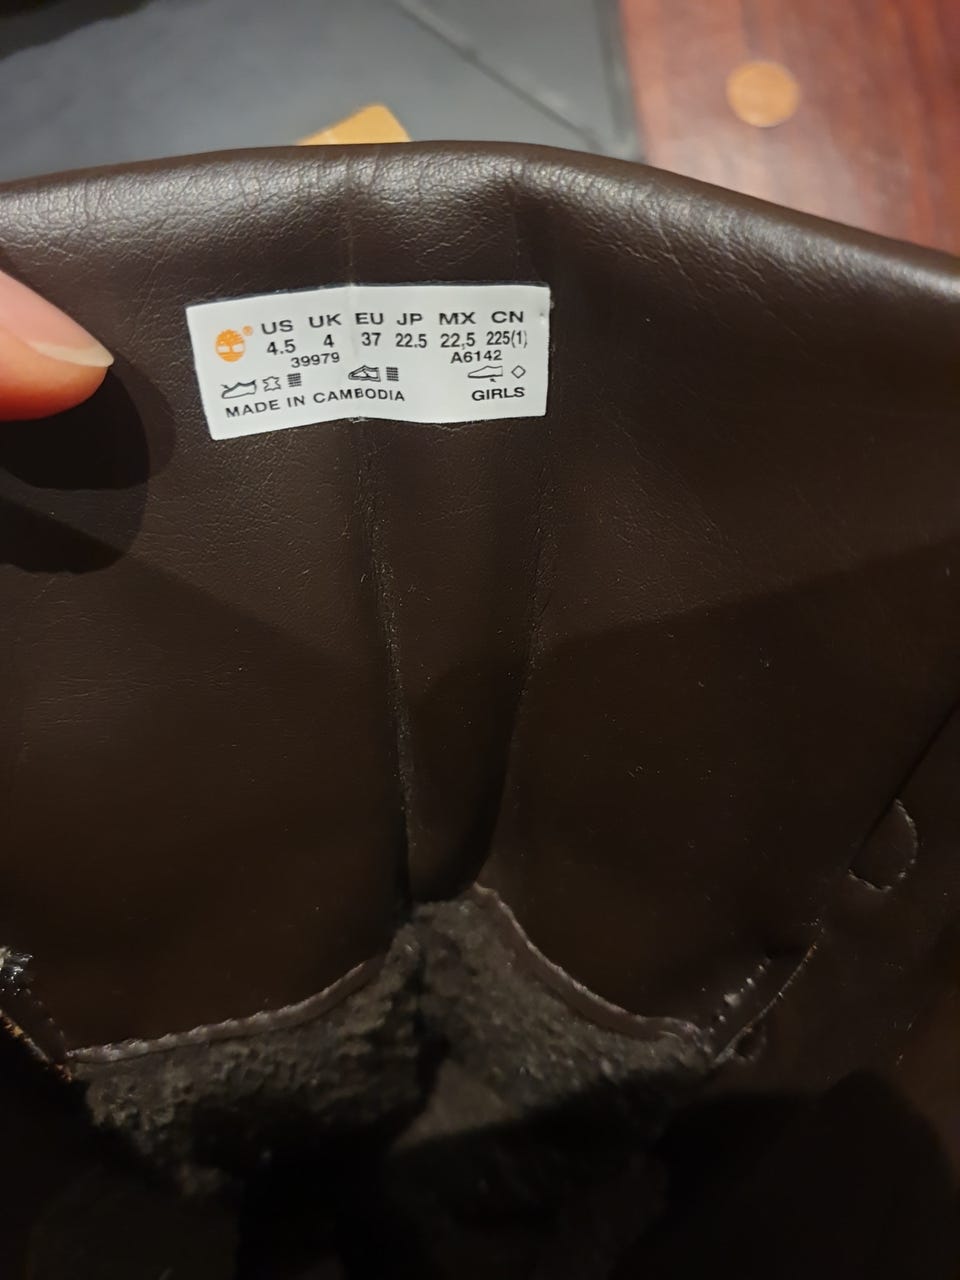 ® US UK EU JP MX CN
4.5 4 37 22.5 22,5 225(1)
39979 A6142
MADE IN CAMBODIA GIRLS